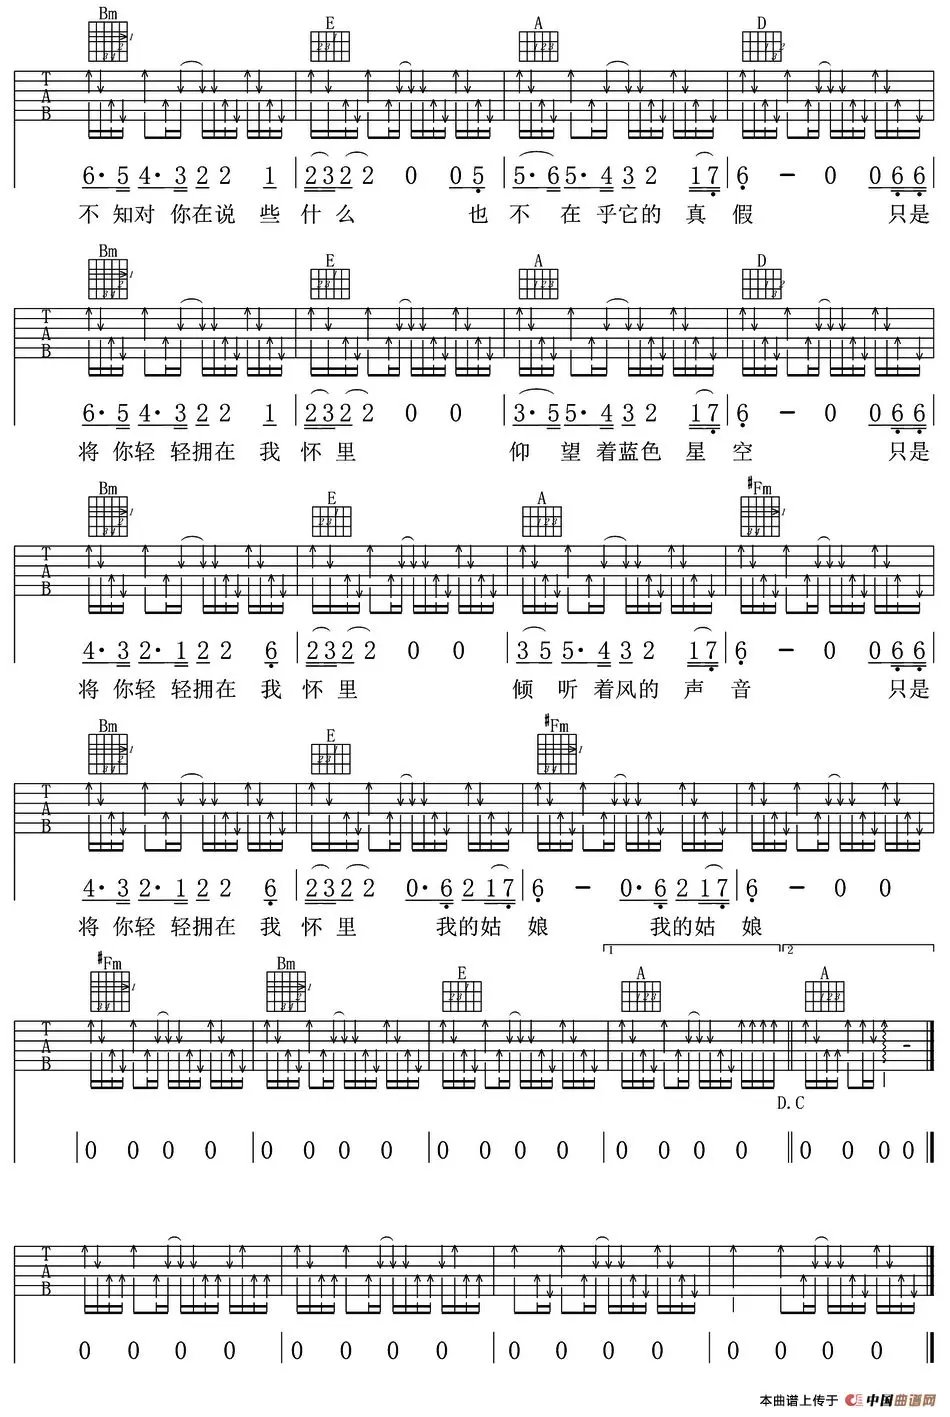 Bm E A D
T
A
B
6· 5 4· 3 2 2 1 | 2 3 2 2 0 0 5 | 5· 6 5· 4 3 2 1 7 | 6 - 0 0 6 6
不 知对 你在说 些 什 么 也 不 在 乎它的 真 假 只是
Bm E A D
T
A
B
6· 5 4· 3 2 2 1 | 2 3 2 2 0 0 | 3· 5 5· 4 3 2 1 7 | 6 - 0 0 6 6
将 你轻 轻拥在 我 怀 里 仰 望 着蓝色 星 空 只是
Bm E A #Fm
T
A
B
4· 3 2· 1 2 2 6 | 2 3 2 2 0 0 | 3 5 5· 4 3 2 1 7 | 6 - 0 0 6 6
将 你轻 轻拥在 我 怀 里 倾 听 着风的 声 音 只是
Bm E #Fm
T
A
B
4· 3 2· 1 2 2 6 | 2 3 2 2 0· 6 2 1 7 | 6 - 0· 6 2 1 7 | 6 - 0 0
将 你轻 轻拥在 我 怀 里 我的姑 娘 我的姑 娘
1 2
#Fm Bm E A A
T
A
B
D.C
0 0 0 0 | 0 0 0 0 | 0 0 0 0 | 0 0 0 0 || 0 0 0 0
T
A
B
0 0 0 0 | 0 0 0 0 | 0 0 0 0 | 0 0 0 0
本曲谱上传于 中国曲谱网